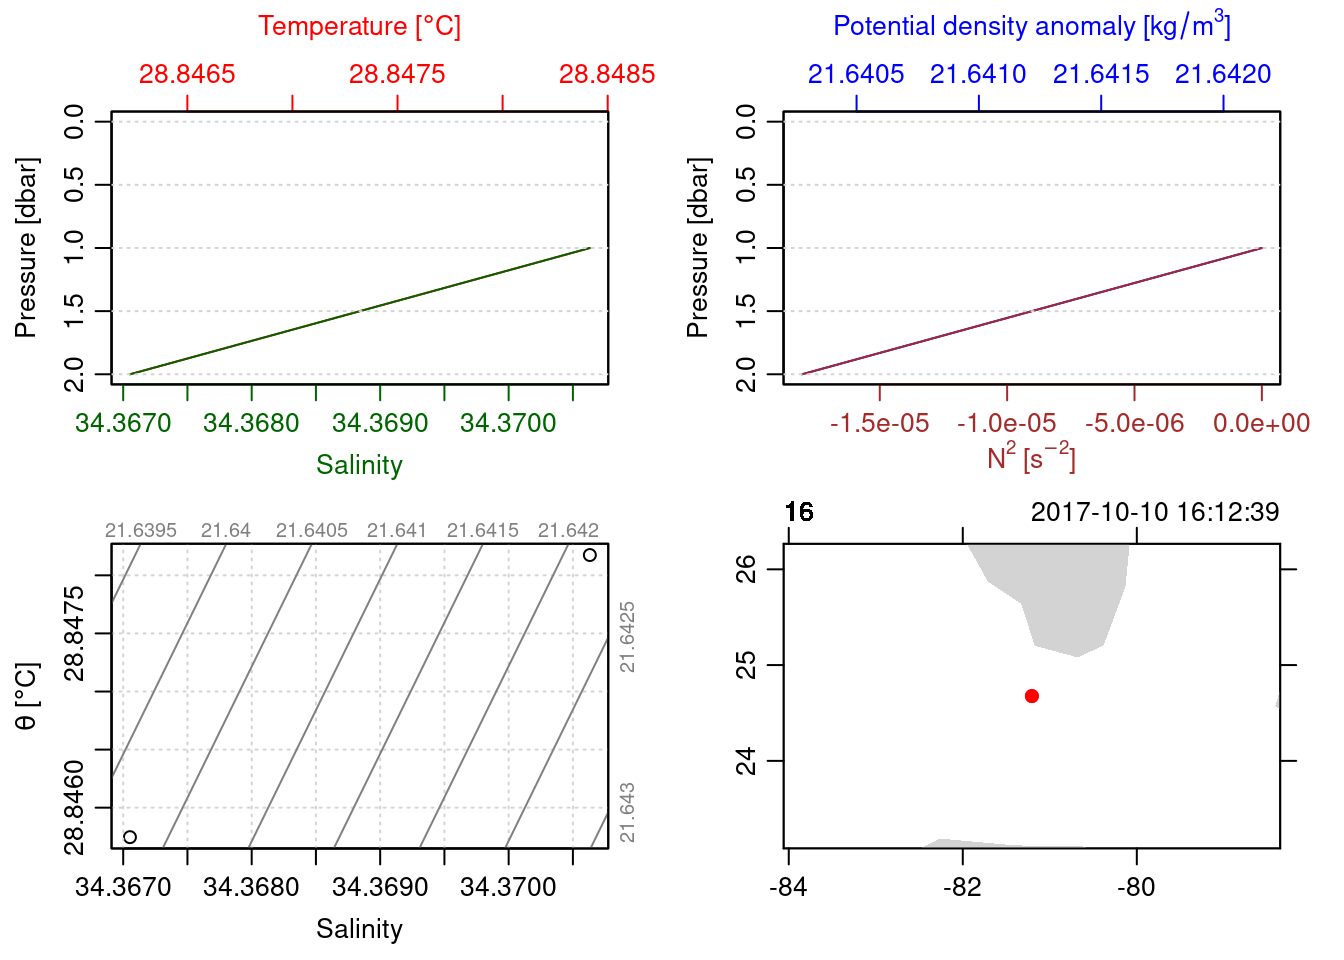 Temperature [°C]
28.8465 28.8475 28.8485
Pressure [dbar]
0.0 0.5 1.0 1.5 2.0
34.3670 34.3680 34.3690 34.3700
Salinity
Potential density anomaly [kg/m³]
21.6405 21.6410 21.6415 21.6420
Pressure [dbar]
0.0 0.5 1.0 1.5 2.0
-1.5e-05 -1.0e-05 -5.0e-06 0.0e+00
N² [s⁻²]
21.6395 21.64 21.6405 21.641 21.6415 21.642
21.6425
21.643
θ [°C]
28.8475
28.8460
34.3670 34.3680 34.3690 34.3700
Salinity
16 2017-10-10 16:12:39
26
25
24
-84 -82 -80